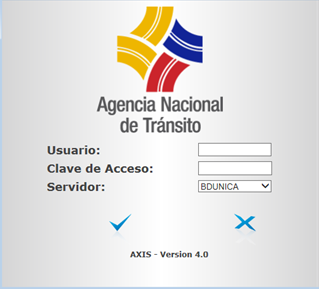 Agencia Nacional
de Tránsito
Usuario:
Clave de Acceso:
Servidor: BDUNICA
AXIS - Version 4.0